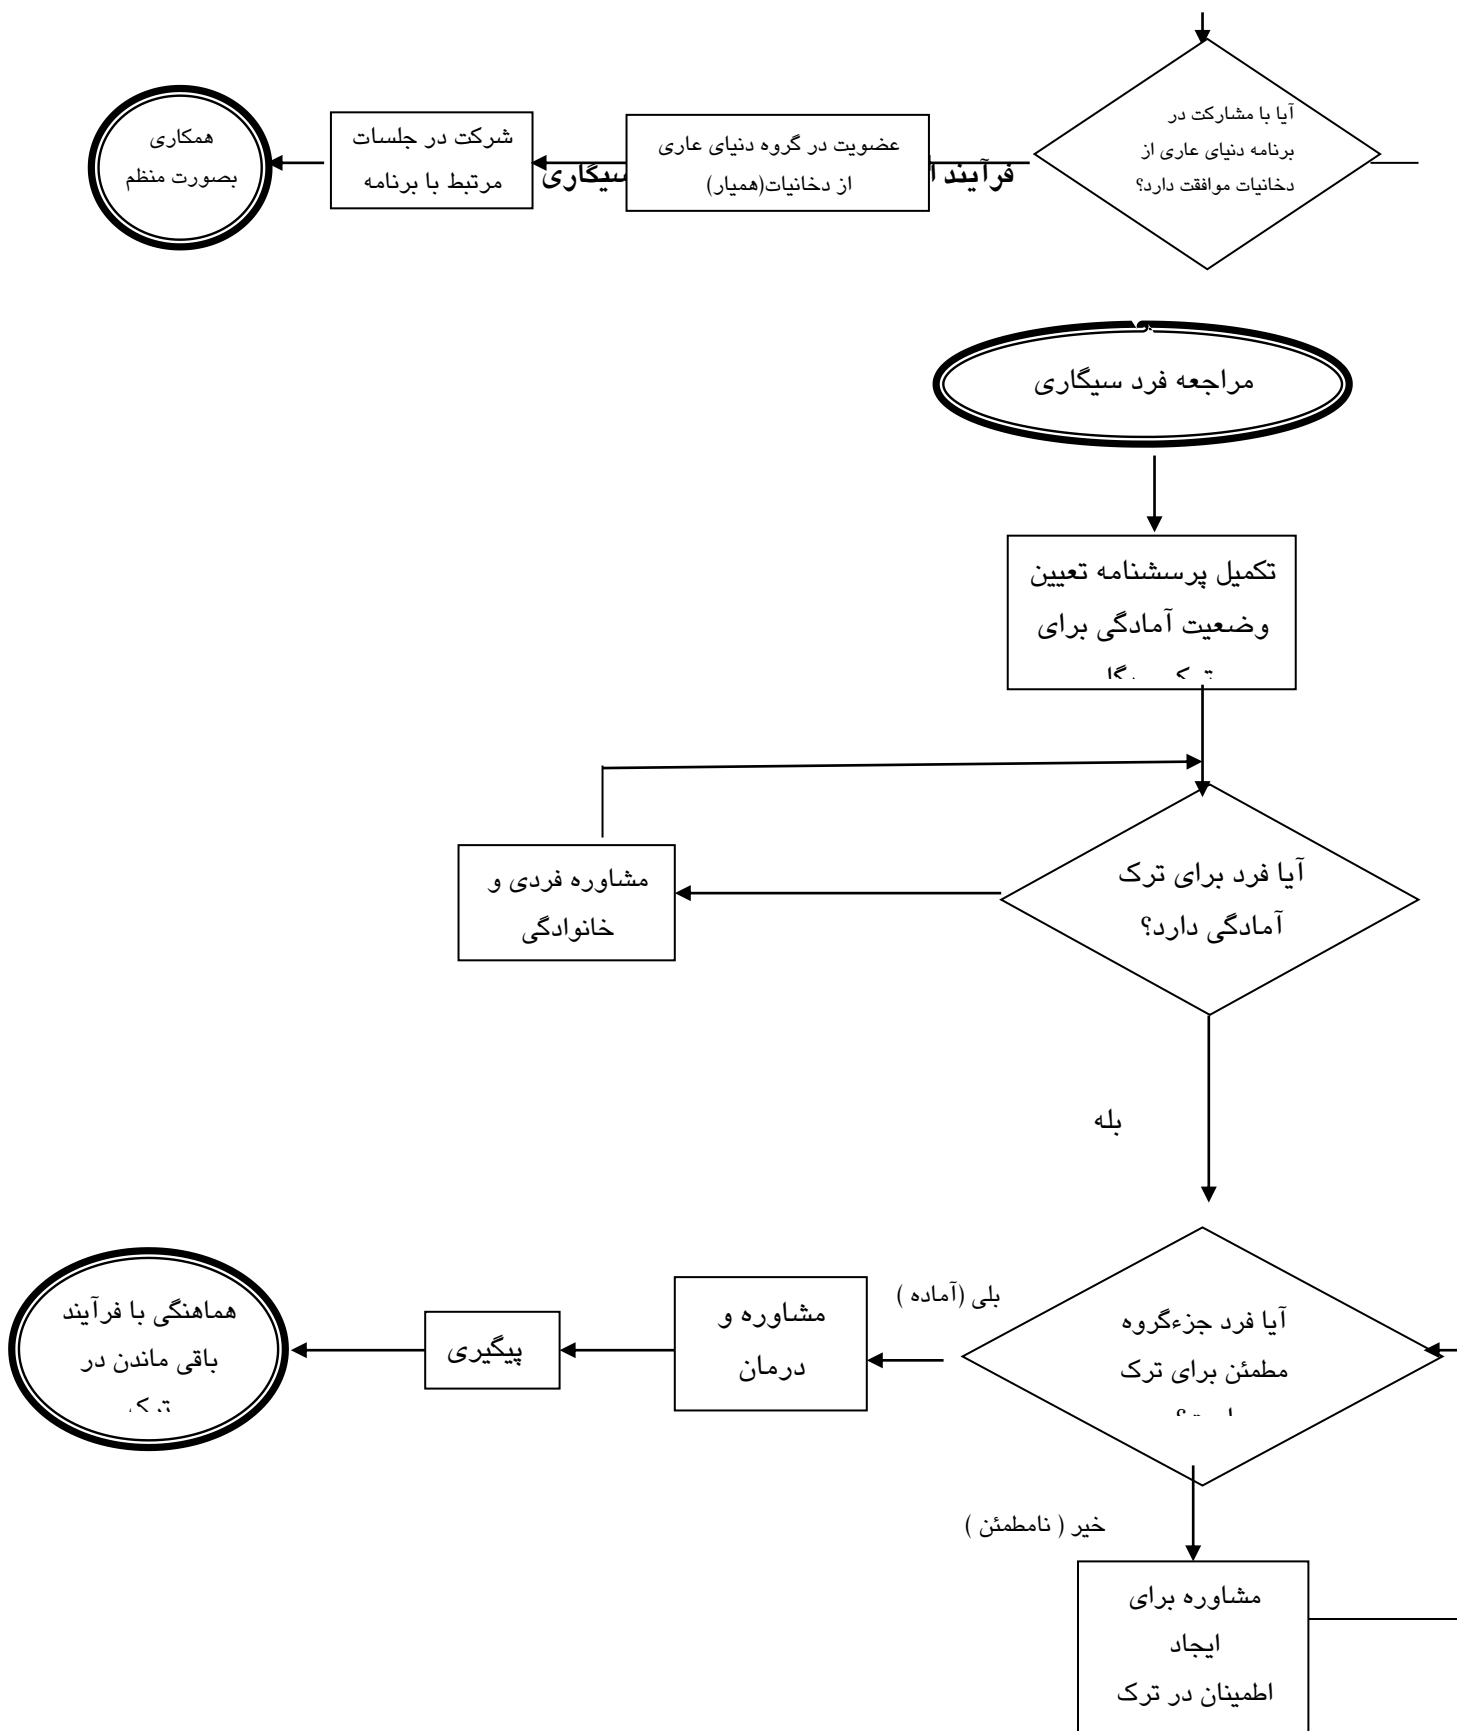 آیا با مشارکت در
برنامه دنیای عاری از
دخانیات موافقت دارد؟
عضویت در گروه دنیای عاری
از دخانیات(همیار)
شرکت در جلسات
مرتبط با برنامه
همکاری
بصورت منظم
فرآیند
سیگاری
مراجعه فرد سیگاری
تکمیل پرسشنامه تعیین
وضعیت آمادگی برای
آیا فرد برای ترک
آمادگی دارد؟
مشاوره فردی و
خانوادگی
بله
آیا فرد جزءگروه
مطمئن برای ترک
بلی (آماده )
مشاوره و
درمان
پیگیری
هماهنگی با فرآیند
باقی ماندن در
ترک
خیر ( نامطمئن )
مشاوره برای
ایجاد
اطمینان در ترک